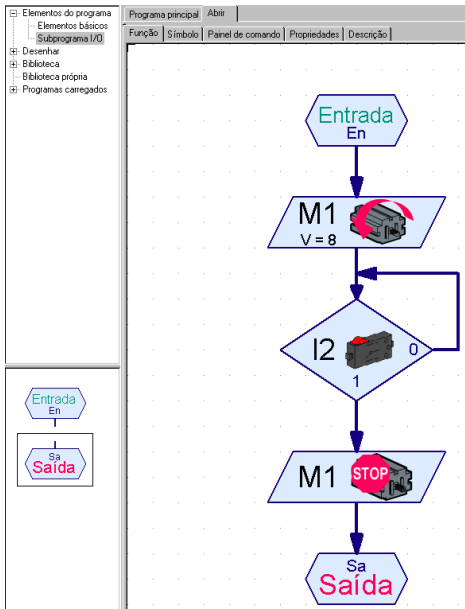 Elementos do programa
Elementos básicos
Subprograma I/O
Desenhar
Biblioteca
Biblioteca própria
Programas carregados
Programa principal
Abrir
Função
Símbolo
Painel de comando
Propriedades
Descrição
Entrada
En
M1
V = 8
I2
0
1
M1
STOP
Sa
Saída
Entrada
En
Sa
Saída